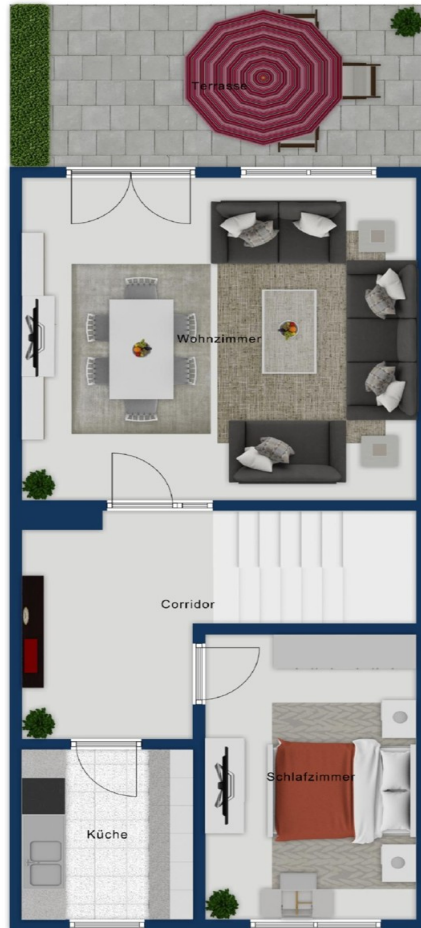 Terrasse
Wohnzimmer
Corridor
Schlafzimmer
Küche